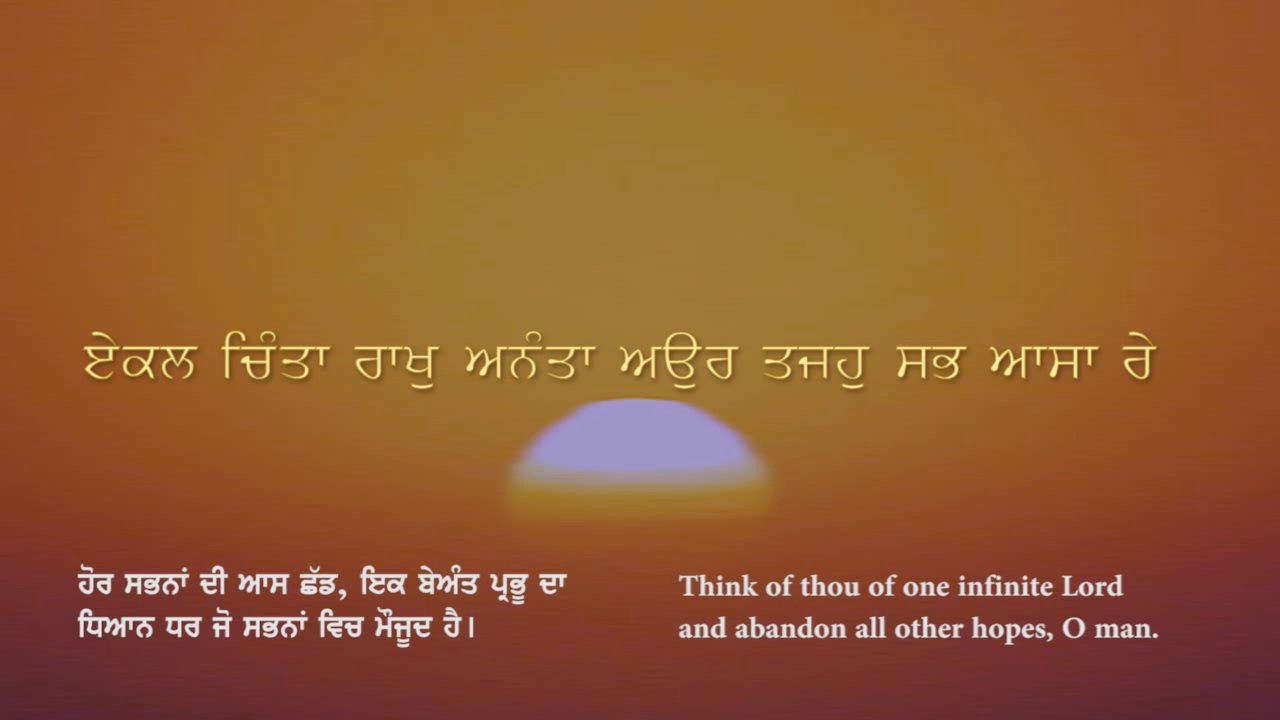 ਏਕਲ ਚਿੰਤਾ ਰਾਖੁ ਅਨੰਤਾ ਅਉਰ ਤਜਹੁ ਸਭ ਆਸਾ ਰੇ
ਹੋਰ ਸਭਨਾਂ ਦੀ ਆਸ ਛੱਡ, ਇਕ ਬੇਅੰਤ ਪ੍ਰਭੂ ਦਾ
ਧਿਆਨ ਧਰ ਜੋ ਸਭਨਾਂ ਵਿਚ ਮੌਜੂਦ ਹੈ।
Think of thou of one infinite Lord
and abandon all other hopes, O man.